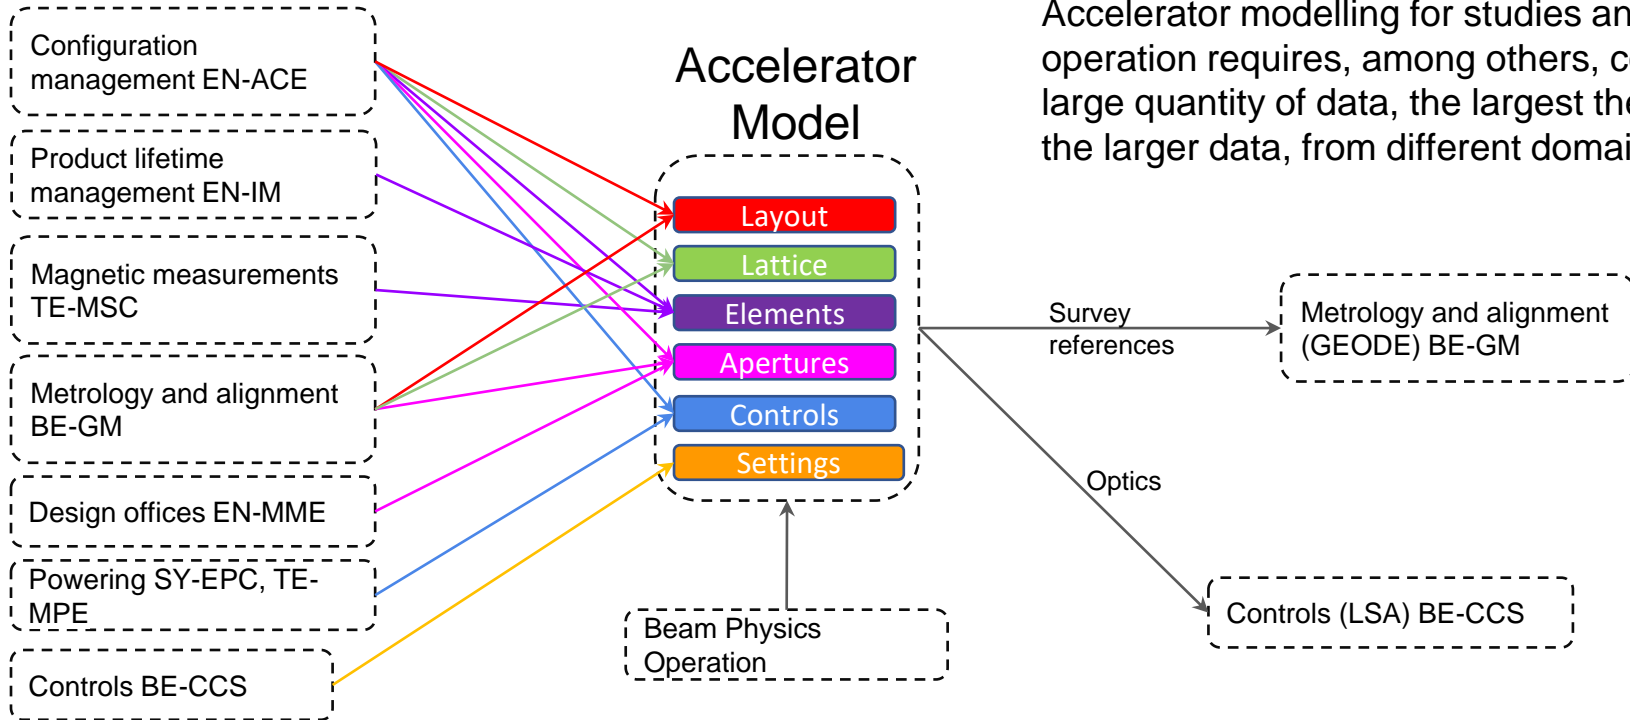 Configuration
management EN-ACE
Product lifetime
management EN-IM
Magnetic measurements
TE-MSC
Metrology and alignment
BE-GM
Design offices EN-MME
Powering SY-EPC, TE-
MPE
Controls BE-CCS
Accelerator
Model
Layout
Lattice
Elements
Apertures
Controls
Settings
Beam Physics
Operation
Accelerator modelling for studies an
operation requires, among others, c
large quantity of data, the largest the
the larger data, from different domai
Survey
references
Metrology and alignment
(GEODE) BE-GM
Optics
Controls (LSA) BE-CCS